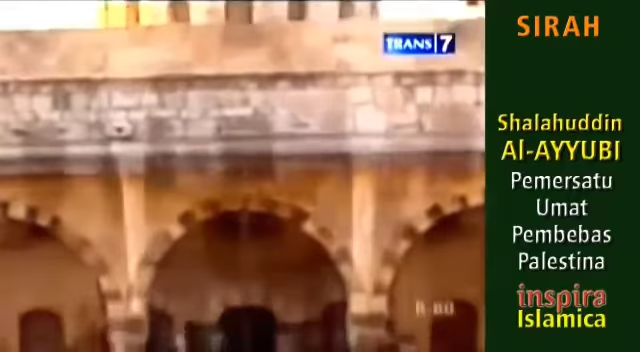 TRANS 7
SIRAH
Shalahuddin
Al-AYYUBI
Pemersatu
Umat
Pembebas
Palestina
inspira
Islamica